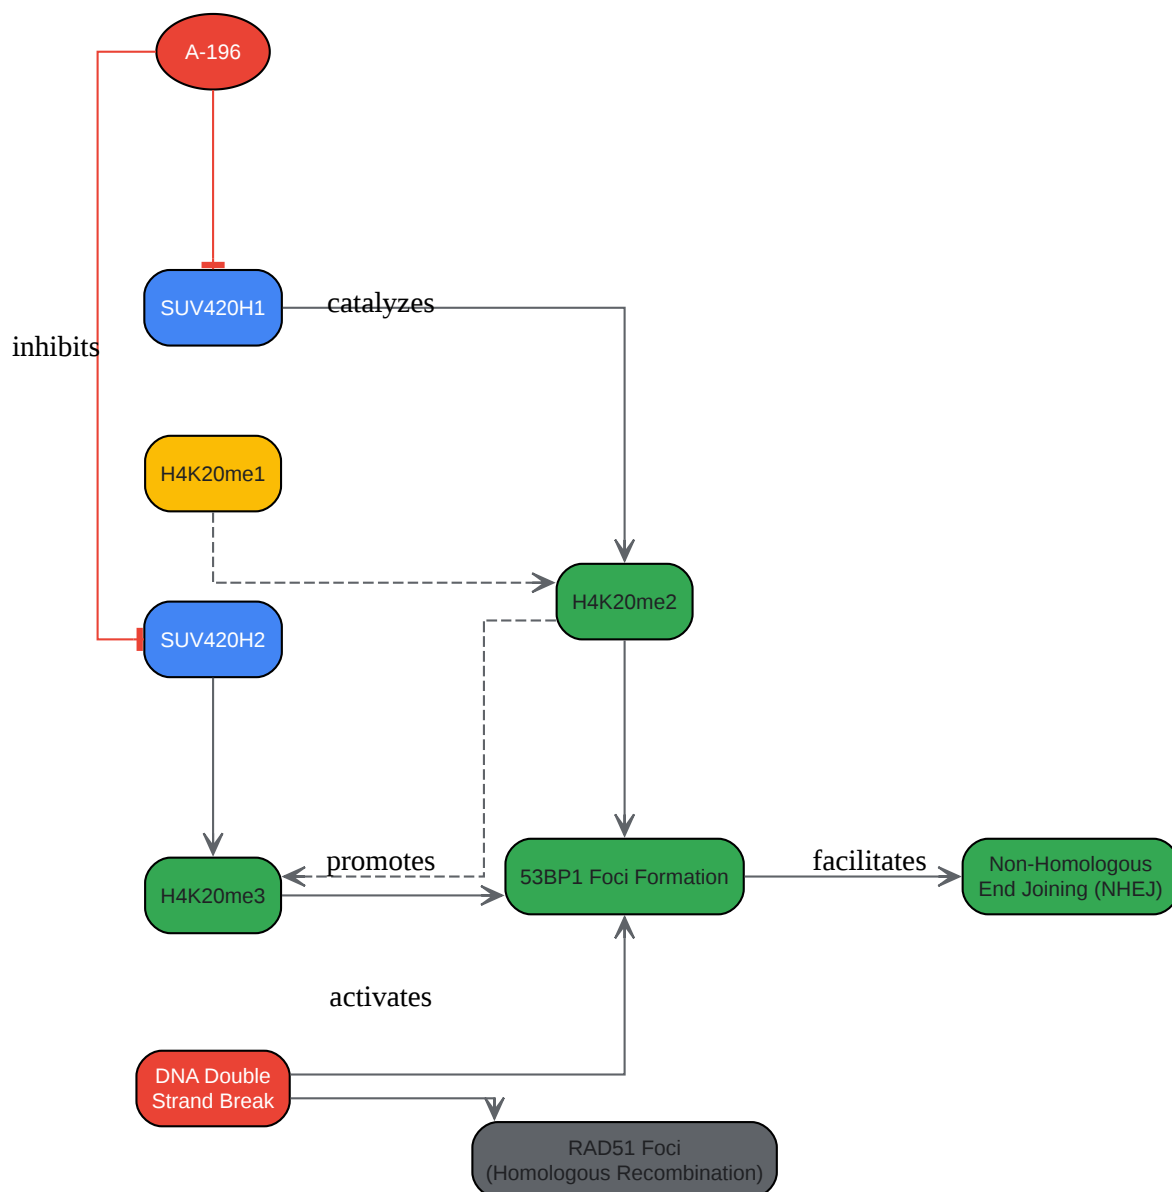 A-196
SUV420H1
catalyzes
inhibits
H4K20me1
H4K20me2
SUV420H2
promotes
facilitates
H4K20me3
53BP1 Foci Formation
Non-Homologous
End Joining (NHEJ)
activates
DNA Double
Strand Break
RAD51 Foci
(Homologous Recombination)